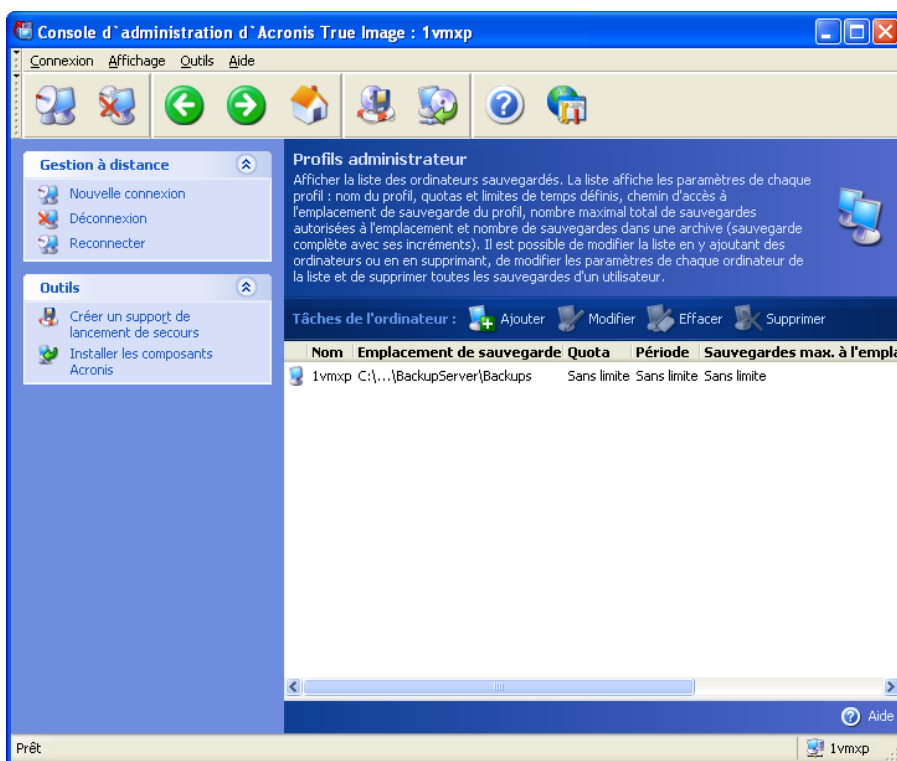 Console d`administration d`Acronis True Image : 1vmxp
Connexion Affichage Outils Aide
Gestion à distance
Nouvelle connexion
Déconnexion
Reconnecter
Outils
Créer un support de
lancement de secours
Installer les composants
Acronis
Profils administrateur
Afficher la liste des ordinateurs sauvegardés. La liste affiche les paramètres de chaque
profil : nom du profil, quotas et limites de temps définis, chemin d'accès à
l'emplacement de sauvegarde du profil, nombre maximal total de sauvegardes
autorisées à l'emplacement et nombre de sauvegardes dans une archive (sauvegarde
complète avec ses incréments). Il est possible de modifier la liste en y ajoutant des
ordinateurs ou en en supprimant, de modifier les paramètres de chaque ordinateur de
la liste et de supprimer toutes les sauvegardes d'un utilisateur.
Tâches de l'ordinateur : Ajouter Modifier Effacer Supprimer
Nom Emplacement de sauvegarde Quota Période Sauvegardes max. à l'empla
1vmxp C:\...\BackupServer\Backups Sans limite Sans limite Sans limite
Aide
Prêt 1vmxp